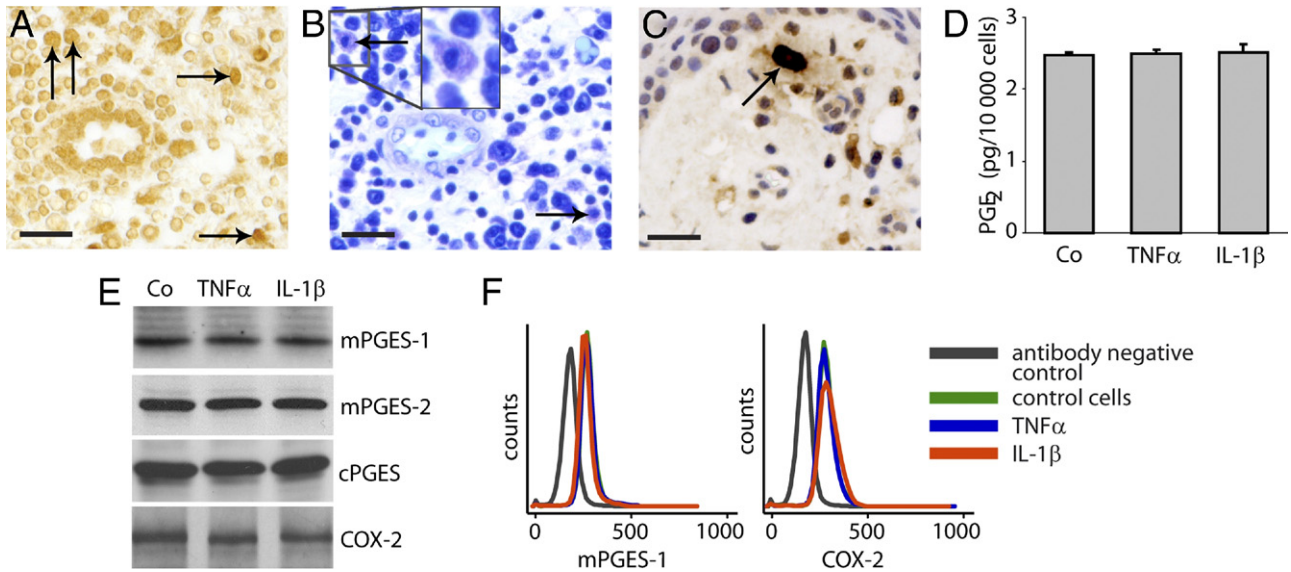 A
B
C
D
PGE2 (pg/10 000 cells)
3
2
1
0
Co TNFα IL-1β
E
Co TNFα IL-1β
mPGES-1
mPGES-2
cPGES
COX-2
F
counts
0 500 1000
mPGES-1
counts
0 500 1000
COX-2
antibody negative
control
control cells
TNFα
IL-1β